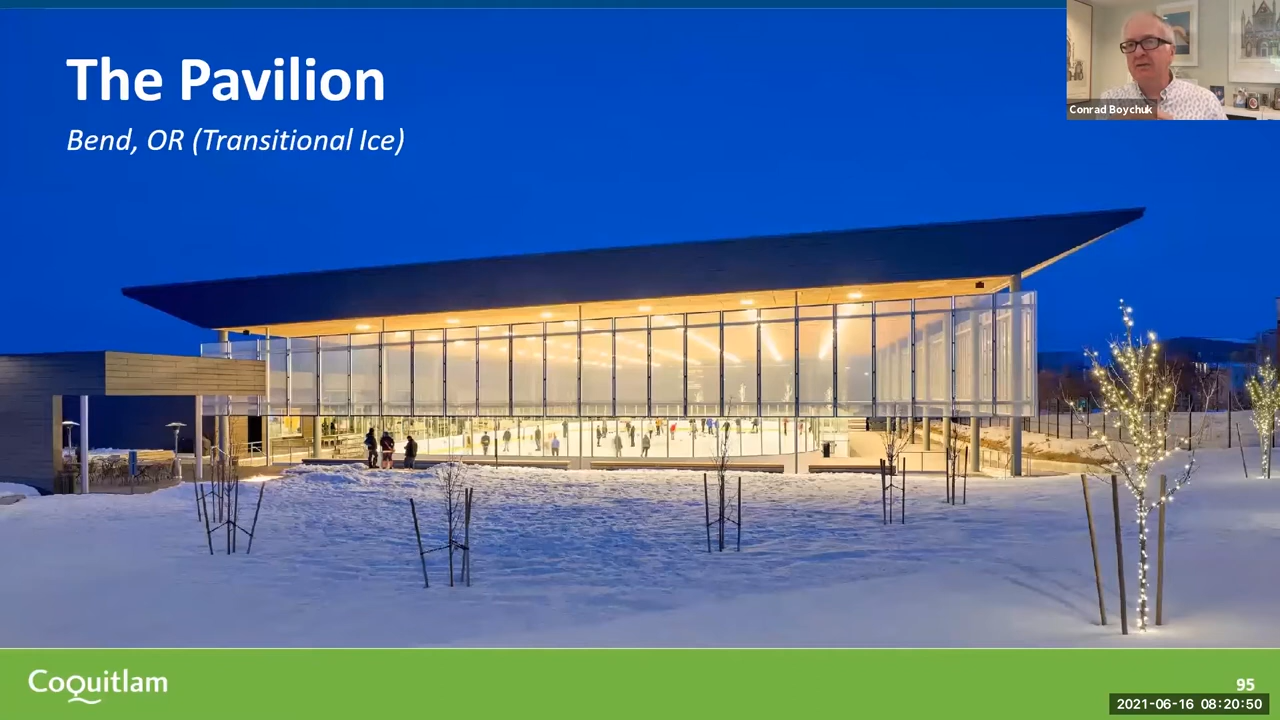 The Pavilion
Bend, OR (Transitional Ice)
Conrad Boychuk
Coquitlam
95
2021-06-16 08:20:50